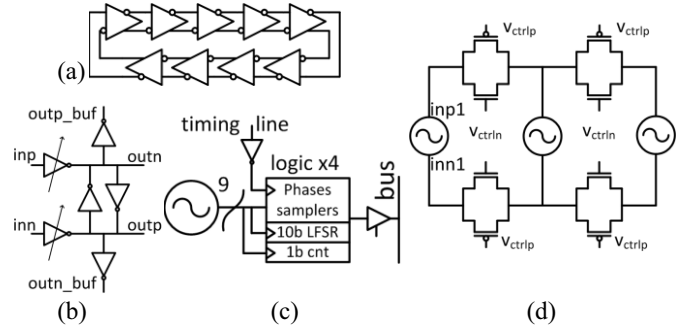 (a)
outp_buf
inp
outn
inn
outp
outn_buf
(b)
timing line
9
logic x4
Phases
samplers
10b LFSR
1b cnt
bus
(c)
vctrlp
vctrlp
inp1
inn1
vctrln
vctrln
vctrlp
vctrlp
(d)